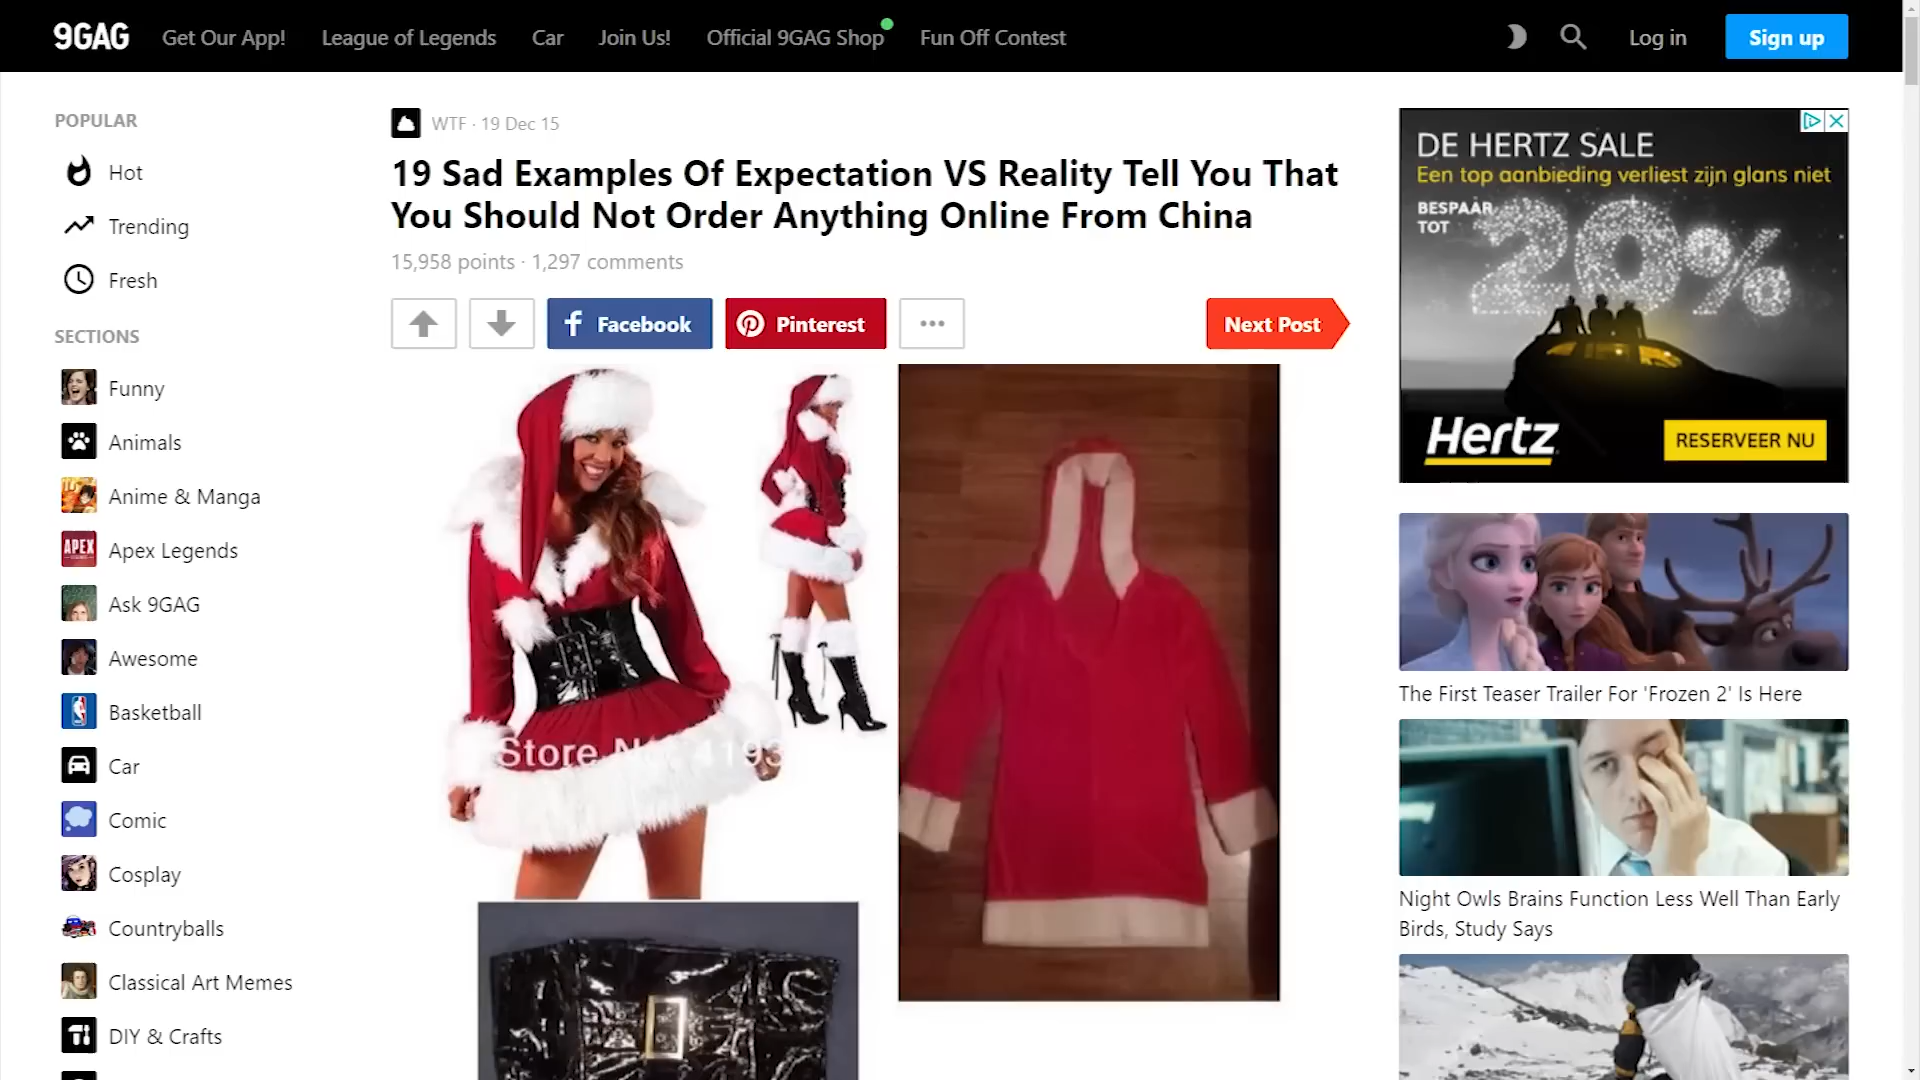 9GAG
Get Our App!
League of Legends
Car
Join Us!
Official 9GAG Shop
Fun Off Contest
Log in
Sign up
POPULAR
Hot
Trending
Fresh
SECTIONS
Funny
Animals
Anime & Manga
APEX
Apex Legends
Ask 9GAG
Awesome
Basketball
Car
Comic
Cosplay
Countryballs
Classical Art Memes
DIY & Crafts
WTF · 19 Dec 15
19 Sad Examples Of Expectation VS Reality Tell You That
You Should Not Order Anything Online From China
15,958 points · 1,297 comments
Facebook
Pinterest
Next Post
Store
DE HERTZ SALE
Een top aanbieding verliest zijn glans niet
BESPAAR
TOT
20%
Hertz
RESERVEER NU
The First Teaser Trailer For 'Frozen 2' Is Here
Night Owls Brains Function Less Well Than Early
Birds, Study Says